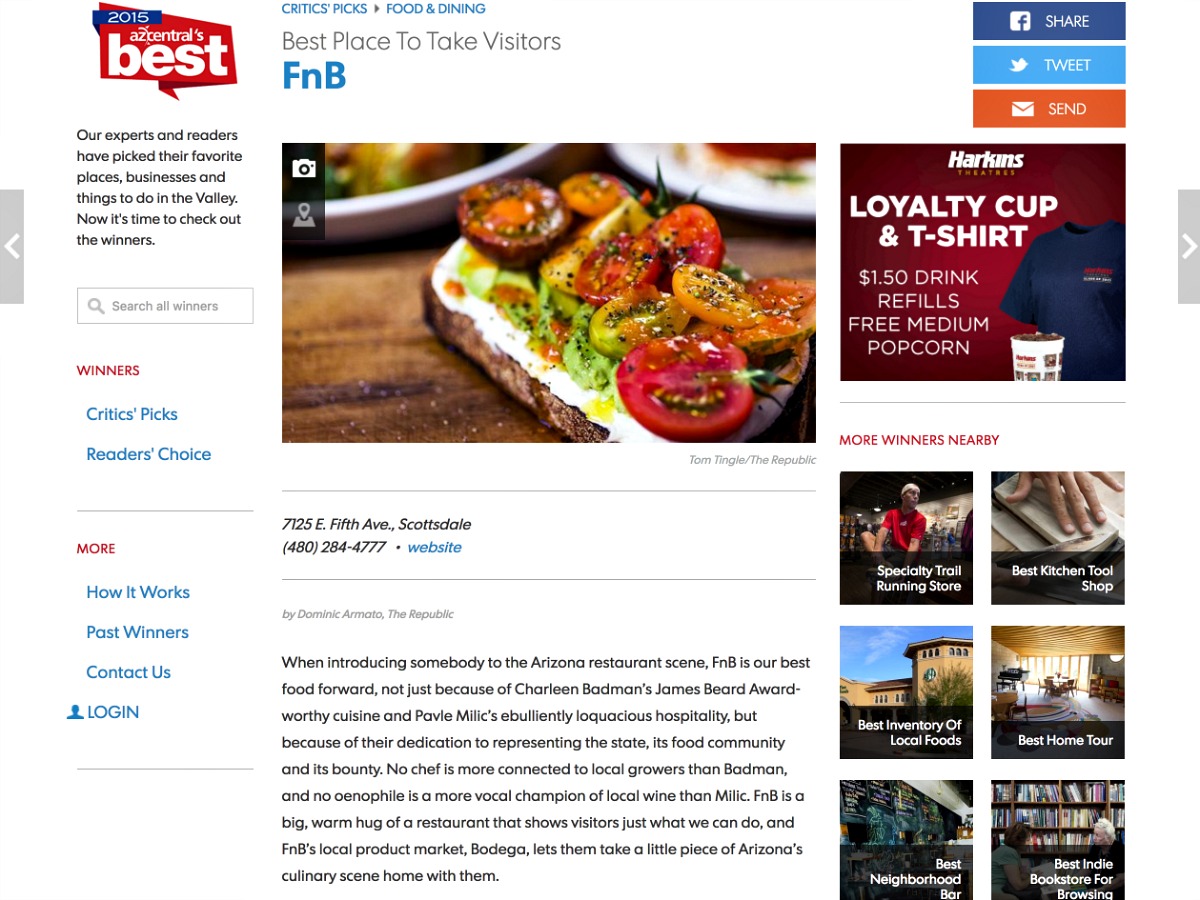 2015
azcentral's
best
Our experts and readers
have picked their favorite
places, businesses and
things to do in the Valley.
Now it's time to check out
the winners.
Search all winners
WINNERS
Critics' Picks
Readers' Choice
MORE
How It Works
Past Winners
Contact Us
LOGIN
CRITICS' PICKS FOOD & DINING
Best Place To Take Visitors
FnB
Tom Tingle/The Republic
7125 E. Fifth Ave., Scottsdale
(480) 284-4777 • website
by Dominic Armato, The Republic
When introducing somebody to the Arizona restaurant scene, FnB is our best
food forward, not just because of Charleen Badman's James Beard Award-
worthy cuisine and Pavle Milic's ebulliently loquacious hospitality, but
because of their dedication to representing the state, its food community
and its bounty. No chef is more connected to local growers than Badman,
and no oenophile is a more vocal champion of local wine than Milic. FnB is a
big, warm hug of a restaurant that shows visitors just what we can do, and
FnB's local product market, Bodega, lets them take a little piece of Arizona's
culinary scene home with them.
SHARE
TWEET
SEND
Harkins
THEATRES
LOYALTY CUP
& T-SHIRT
$1.50 DRINK
REFILLS
FREE MEDIUM
POPCORN
Harkins
Harkins
MORE WINNERS NEARBY
Specialty Trail
Running Store
Best Kitchen Tool
Shop
Best Inventory Of
Local Foods
Best Home Tour
Best
Neighborhood
Bar
Best Indie
Bookstore For
Browsing